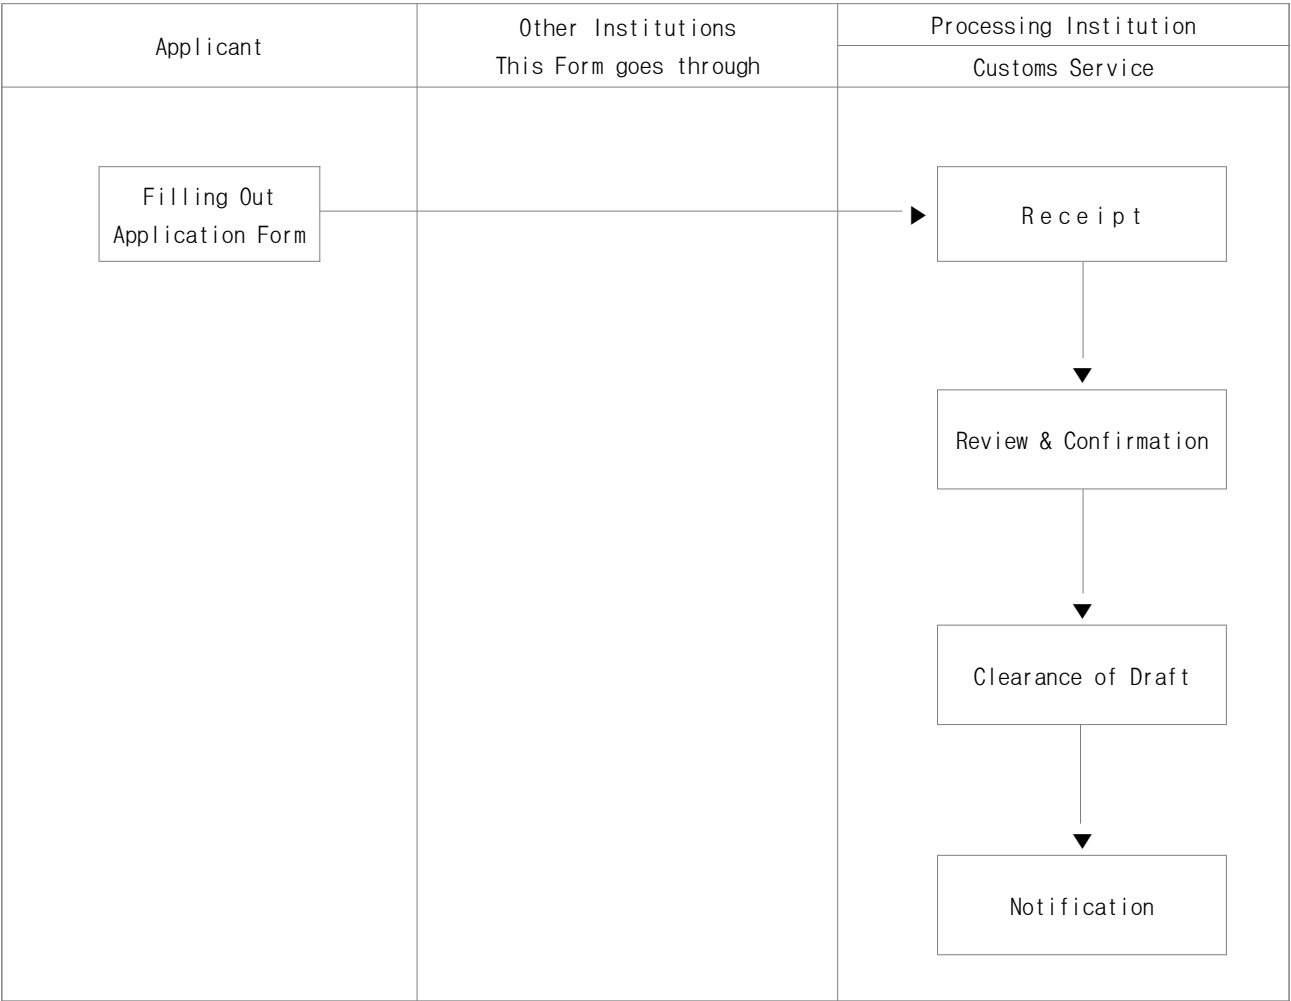 Applicant
Other Institutions
This Form goes through
Processing Institution
Customs Service
Filling Out
Application Form
Receipt
Review & Confirmation
Clearance of Draft
Notification